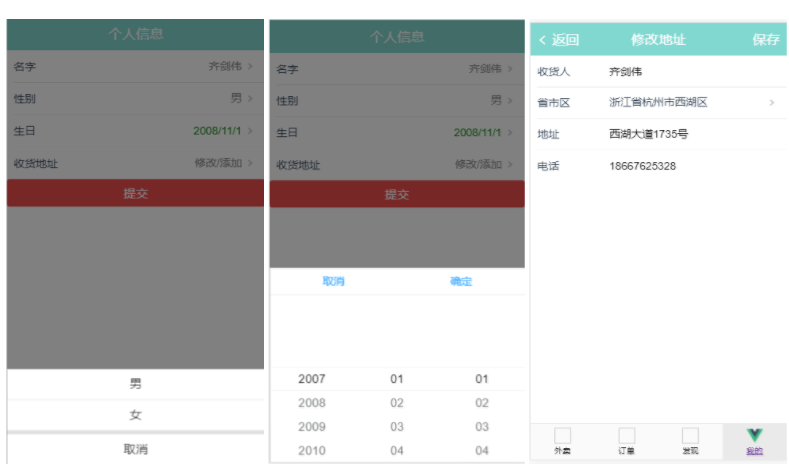 个人信息
名字 齐剑伟 >
性别 男 >
生日 2008/11/1 >
收货地址 修改/添加 >
提交
男
女
取消
个人信息
名字 齐剑伟 >
性别 男 >
生日 2008/11/1 >
收货地址 修改/添加 >
提交
取消 确定
2007 01 01
2008 02 02
2009 03 03
2010 04 04
< 返回 修改地址 保存
收货人 齐剑伟
省市区 浙江省杭州市西湖区 >
地址 西湖大道1735号
电话 18667625328
外卖 订单 发现 我的